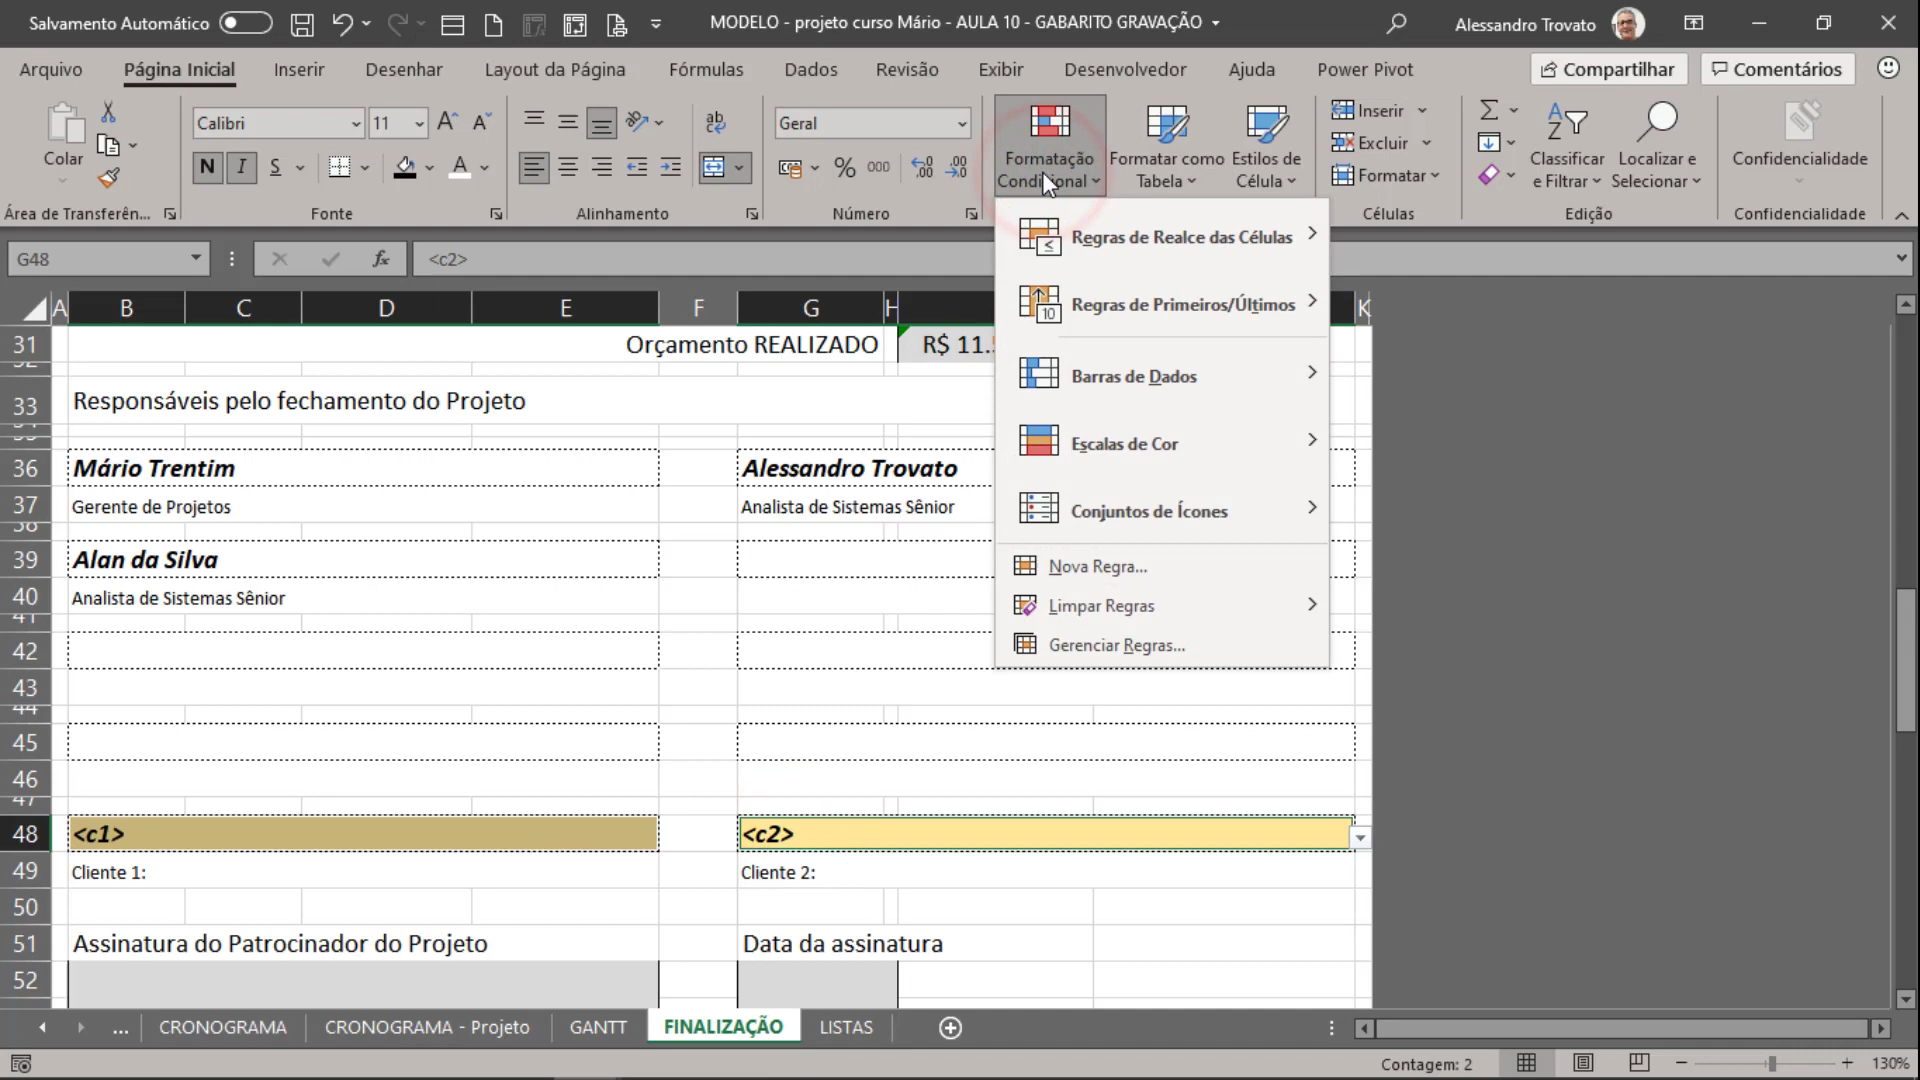 Salvamento Automático
MODELO - projeto curso Mário - AULA 10 - GABARITO GRAVAÇÃO
Alessandro Trovato
Arquivo Página Inicial Inserir Desenhar Layout da Página Fórmulas Dados Revisão Exibir Desenvolvedor Ajuda Power Pivot Compartilhar Comentários
Colar
Área de Transferên...
Calibri 11
N I S
Fonte
ab
Alinhamento
Geral
% 000
Número
Formatação Condicional
Formatar como Tabela
Estilos de Célula
Inserir
Excluir
Formatar
Células
Classificar e Filtrar
Localizar e Selecionar
Edição
Confidencialidade
Confidencialidade
G48 fx <c2>
Regras de Realce das Células
Regras de Primeiros/Últimos
Barras de Dados
Escalas de Cor
Conjuntos de Ícones
Nova Regra...
Limpar Regras
Gerenciar Regras...
A B C D E F G H K
31 Orçamento REALIZADO R$ 11.
33 Responsáveis pelo fechamento do Projeto
36 Mário Trentim Alessandro Trovato
37 Gerente de Projetos Analista de Sistemas Sênior
39 Alan da Silva
40 Analista de Sistemas Sênior
42
43
45
46
48 <c1> <c2>
49 Cliente 1: Cliente 2:
50
51 Assinatura do Patrocinador do Projeto Data da assinatura
52
... CRONOGRAMA CRONOGRAMA - Projeto GANTT FINALIZAÇÃO LISTAS
Contagem: 2 130%